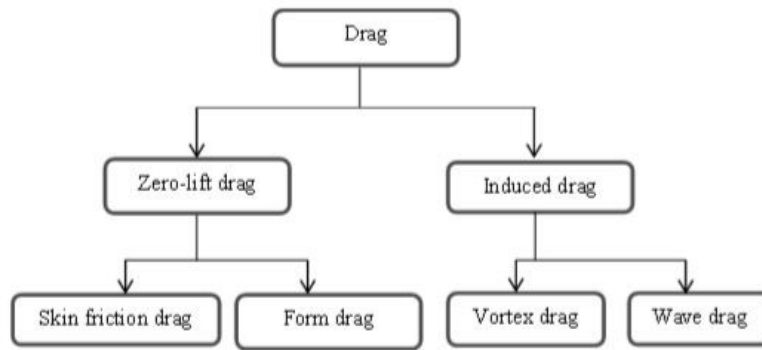 Drag
Zero-lift drag
Induced drag
Skin friction drag
Form drag
Vortex drag
Wave drag